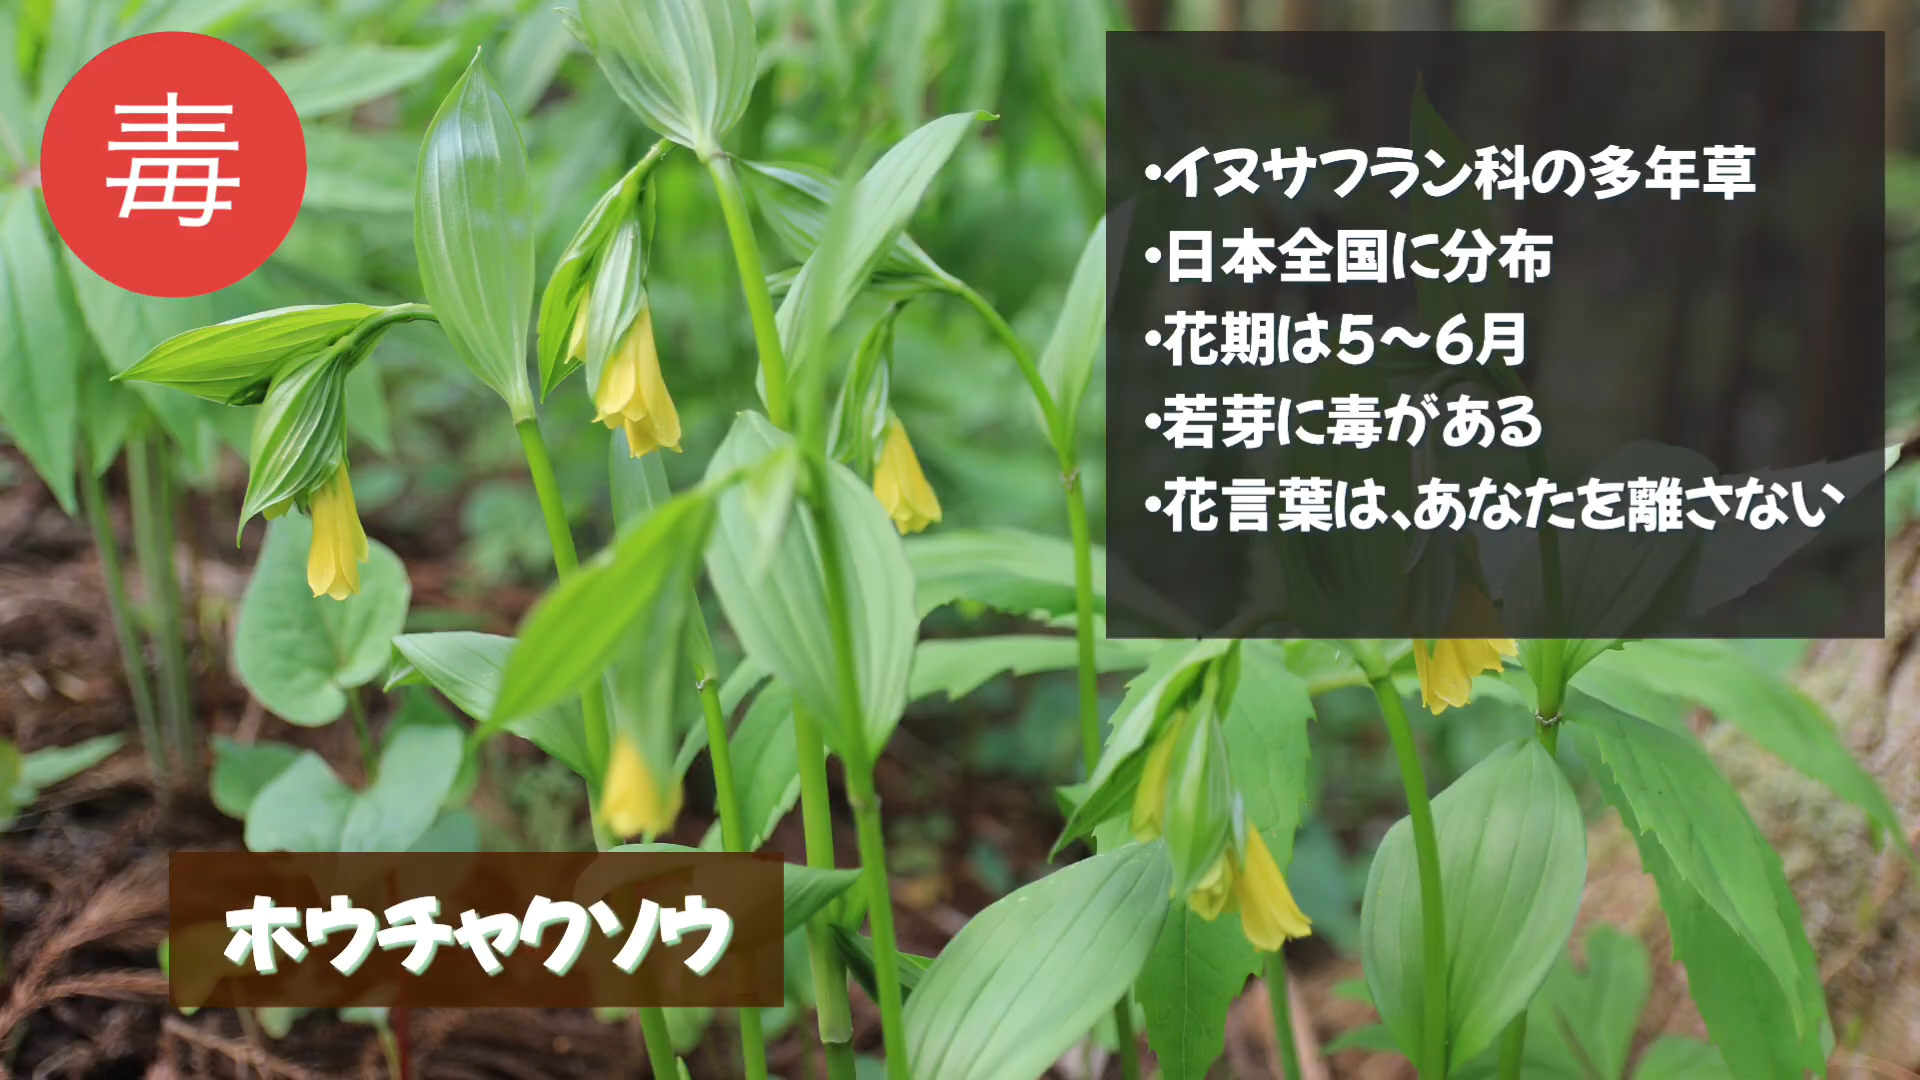 毒
・イヌサフラン科の多年草
・日本全国に分布
・花期は5～6月
・若芽に毒がある
・花言葉は、あなたを離さない
ホウチャクソウ